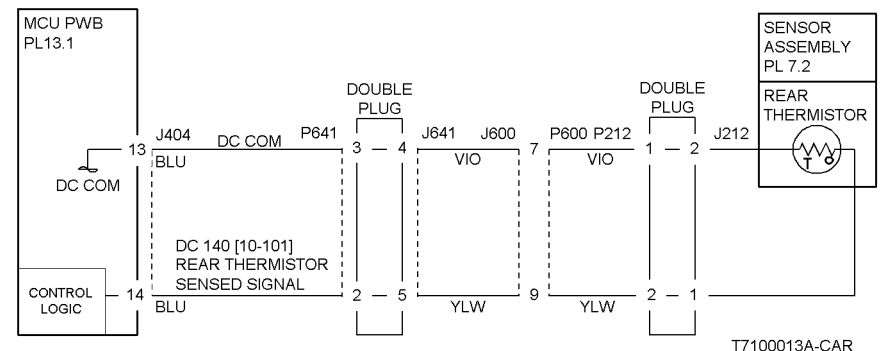 MCU PWB
PL13.1
SENSOR
ASSEMBLY
PL 7.2
REAR
THERMISTOR
T
DOUBLE
PLUG
DOUBLE
PLUG
J404 DC COM P641 J641 J600 P600 P212 J212
13 3 4 7 1 2
BLU VIO VIO
DC COM
DC 140 [10-101]
REAR THERMISTOR
SENSED SIGNAL
CONTROL
LOGIC
14 2 5 9 2 1
BLU YLW YLW
T7100013A-CAR